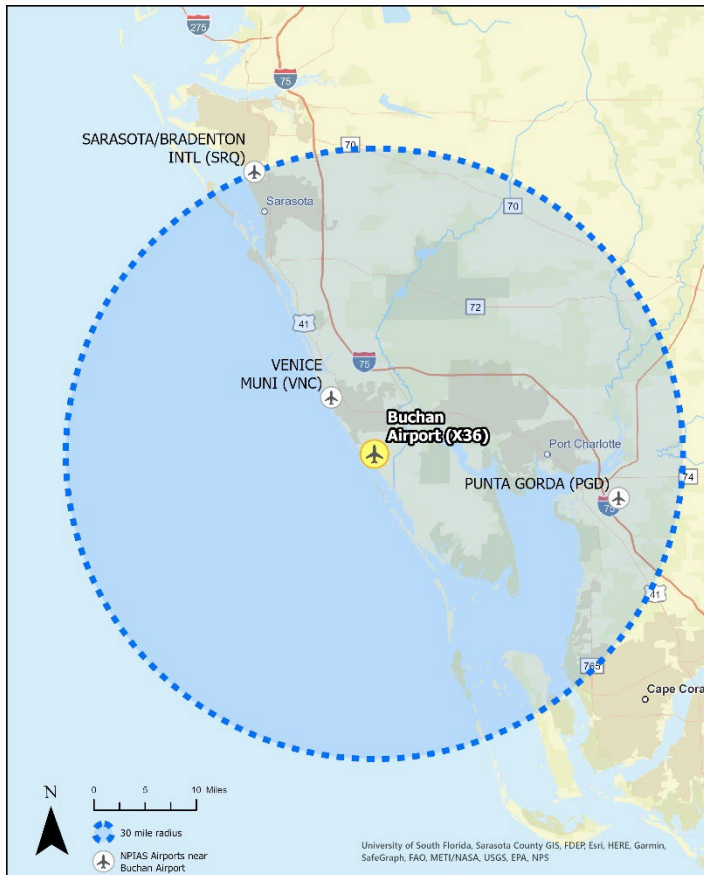 275
75
SARASOTA/BRADENTON
INTL (SRQ)
70
Sarasota
70
72
41
VENICE
MUNI (VNC)
75
Buchan
Airport (X36)
Port Charlotte
PUNTA GORDA (PGD)
75
74
41
765
Cape Cora
N
0 5 10 Miles
30 mile radius
NPIAS Airports near
Buchan Airport
University of South Florida, Sarasota County GIS, FDEP, Esri, HERE, Garmin,
SafeGraph, FAO, METI/NASA, USGS, EPA, NPS